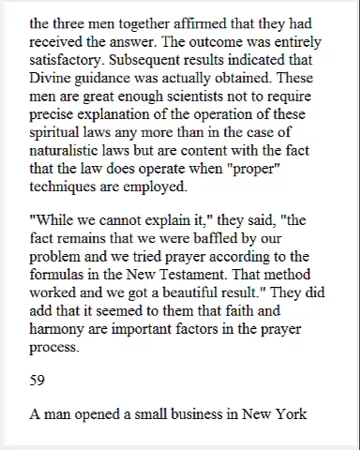 the three men together affirmed that they had
received the answer. The outcome was entirely
satisfactory. Subsequent results indicated that
Divine guidance was actually obtained. These
men are great enough scientists not to require
precise explanation of the operation of these
spiritual laws any more than in the case of
naturalistic laws but are content with the fact
that the law does operate when "proper"
techniques are employed.
"While we cannot explain it," they said, "the
fact remains that we were baffled by our
problem and we tried prayer according to the
formulas in the New Testament. That method
worked and we got a beautiful result." They did
add that it seemed to them that faith and
harmony are important factors in the prayer
process.
59
A man opened a small business in New York